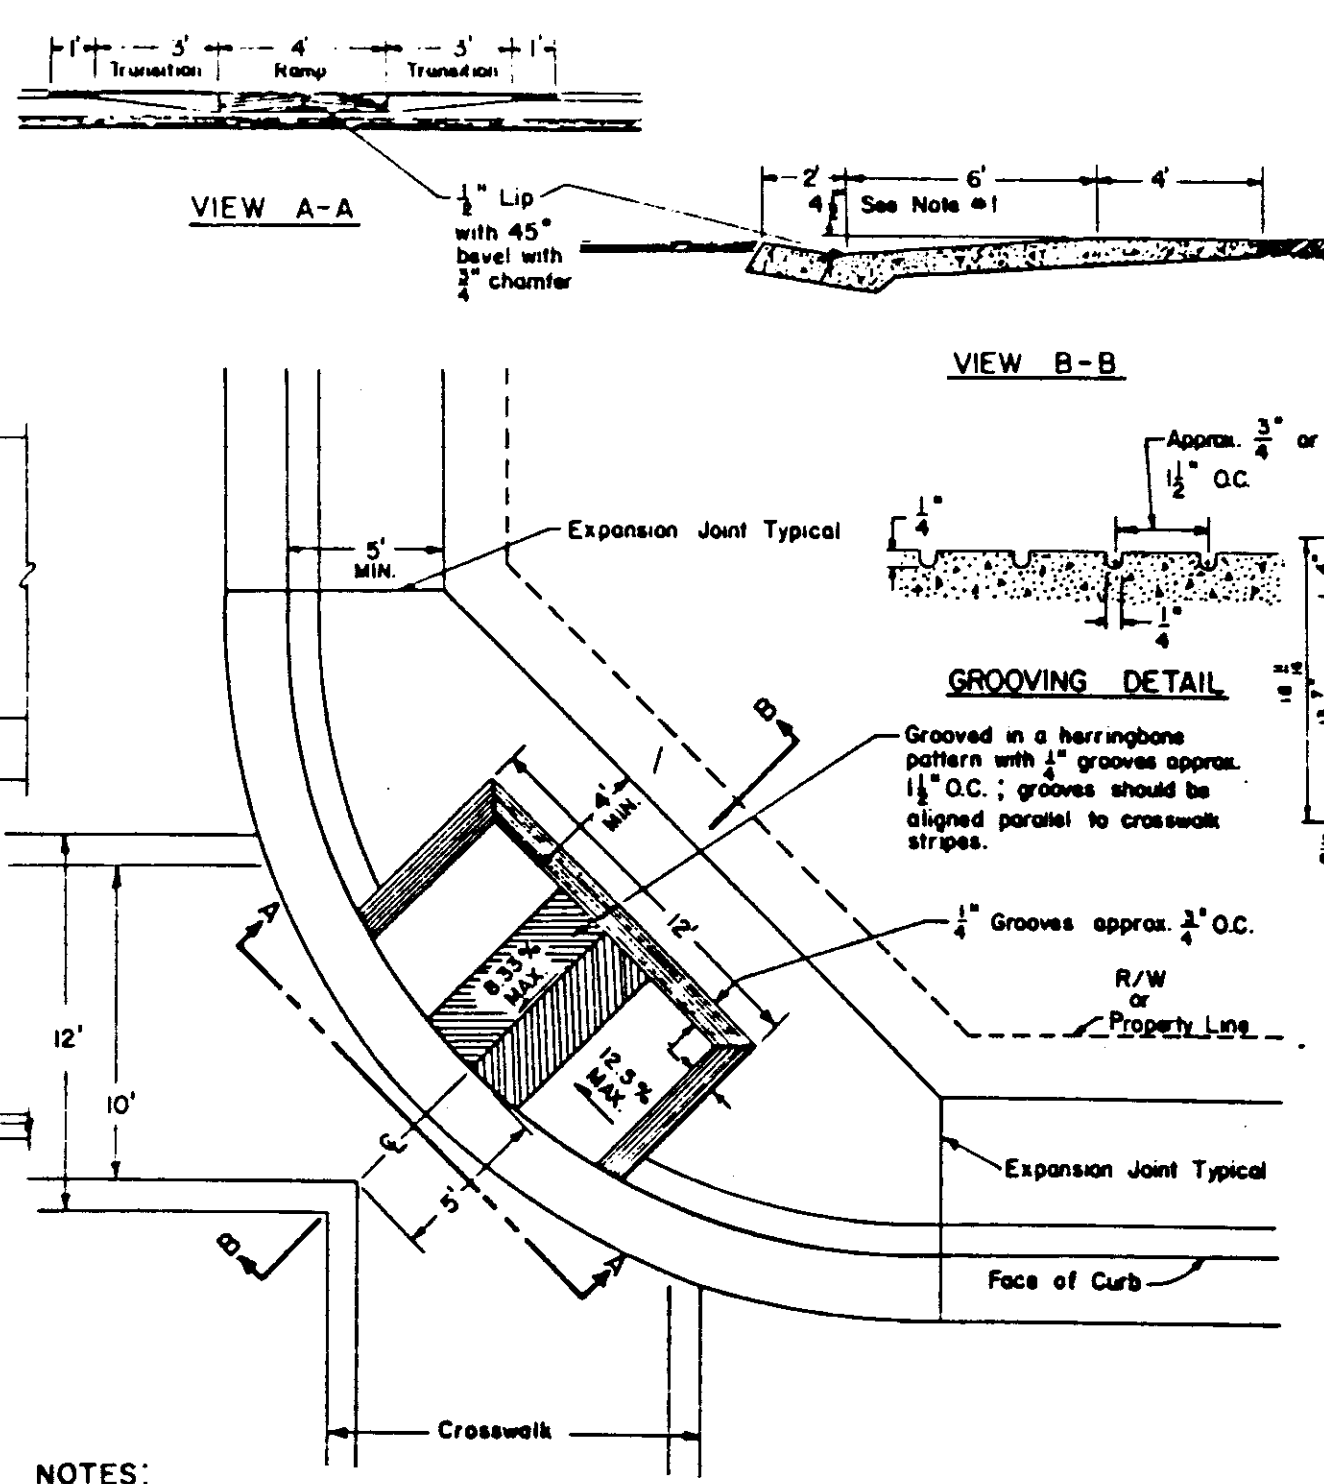 1' 3' 4' 3' 1'
Transition Ramp Transition
VIEW A-A
1/2" Lip
with 45°
bevel with
3/4" chamfer
2' 6' 4'
4 See Note #1
VIEW B-B
Approx. 3/4" or
1 1/2" O.C.
1/4"
1/4"
GROOVING DETAIL
Expansion Joint Typical
5'
MIN.
B
Grooved in a herringbone
pattern with 1/4" grooves approx.
1 1/2" O.C. ; grooves should be
aligned parallel to crosswalk
stripes.
4'
MIN.
12'
1/4" Grooves approx. 3/4" O.C.
R/W
or
Property Line
A
8.33%
MAX
12.5%
MAX.
12'
10'
℄
5'
Expansion Joint Typical
B
A
Face of Curb
Crosswalk
NOTES: